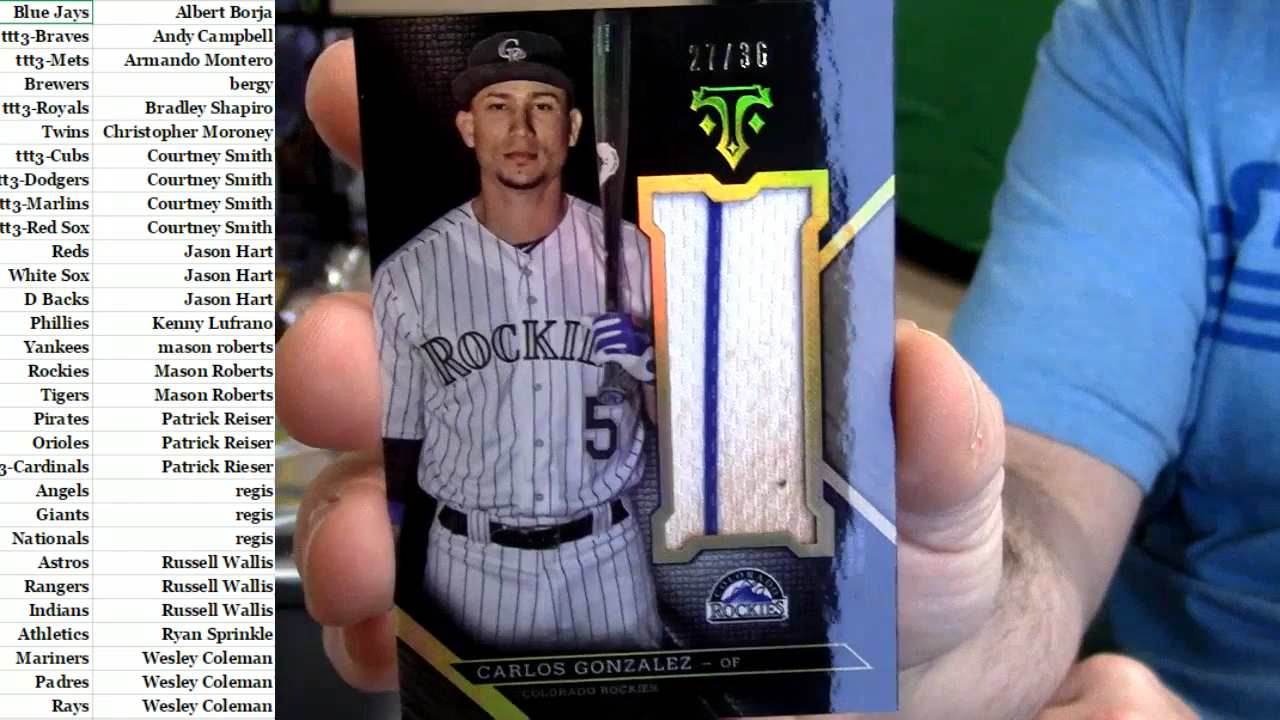 Blue Jays Albert Borja
ttt3-Braves Andy Campbell
ttt3-Mets Armando Montero
Brewers bergy
ttt3-Royals Bradley Shapiro
Twins Christopher Moroney
ttt3-Cubs Courtney Smith
tt3-Dodgers Courtney Smith
ttt3-Marlins Courtney Smith
ttt3-Red Sox Courtney Smith
Reds Jason Hart
White Sox Jason Hart
D Backs Jason Hart
Phillies Kenny Lufrano
Yankees mason roberts
Rockies Mason Roberts
Tigers Mason Roberts
Pirates Patrick Reiser
Orioles Patrick Reiser
3-Cardinals Patrick Rieser
Angels regis
Giants regis
Nationals regis
Astros Russell Wallis
Rangers Russell Wallis
Indians Russell Wallis
Athletics Ryan Sprinkle
Mariners Wesley Coleman
Padres Wesley Coleman
Rays Wesley Coleman
27/36
CR
T
ROCKIE
5
COLORADO
ROCKIES
CARLOS GONZALEZ – OF
COLORADO ROCKIES